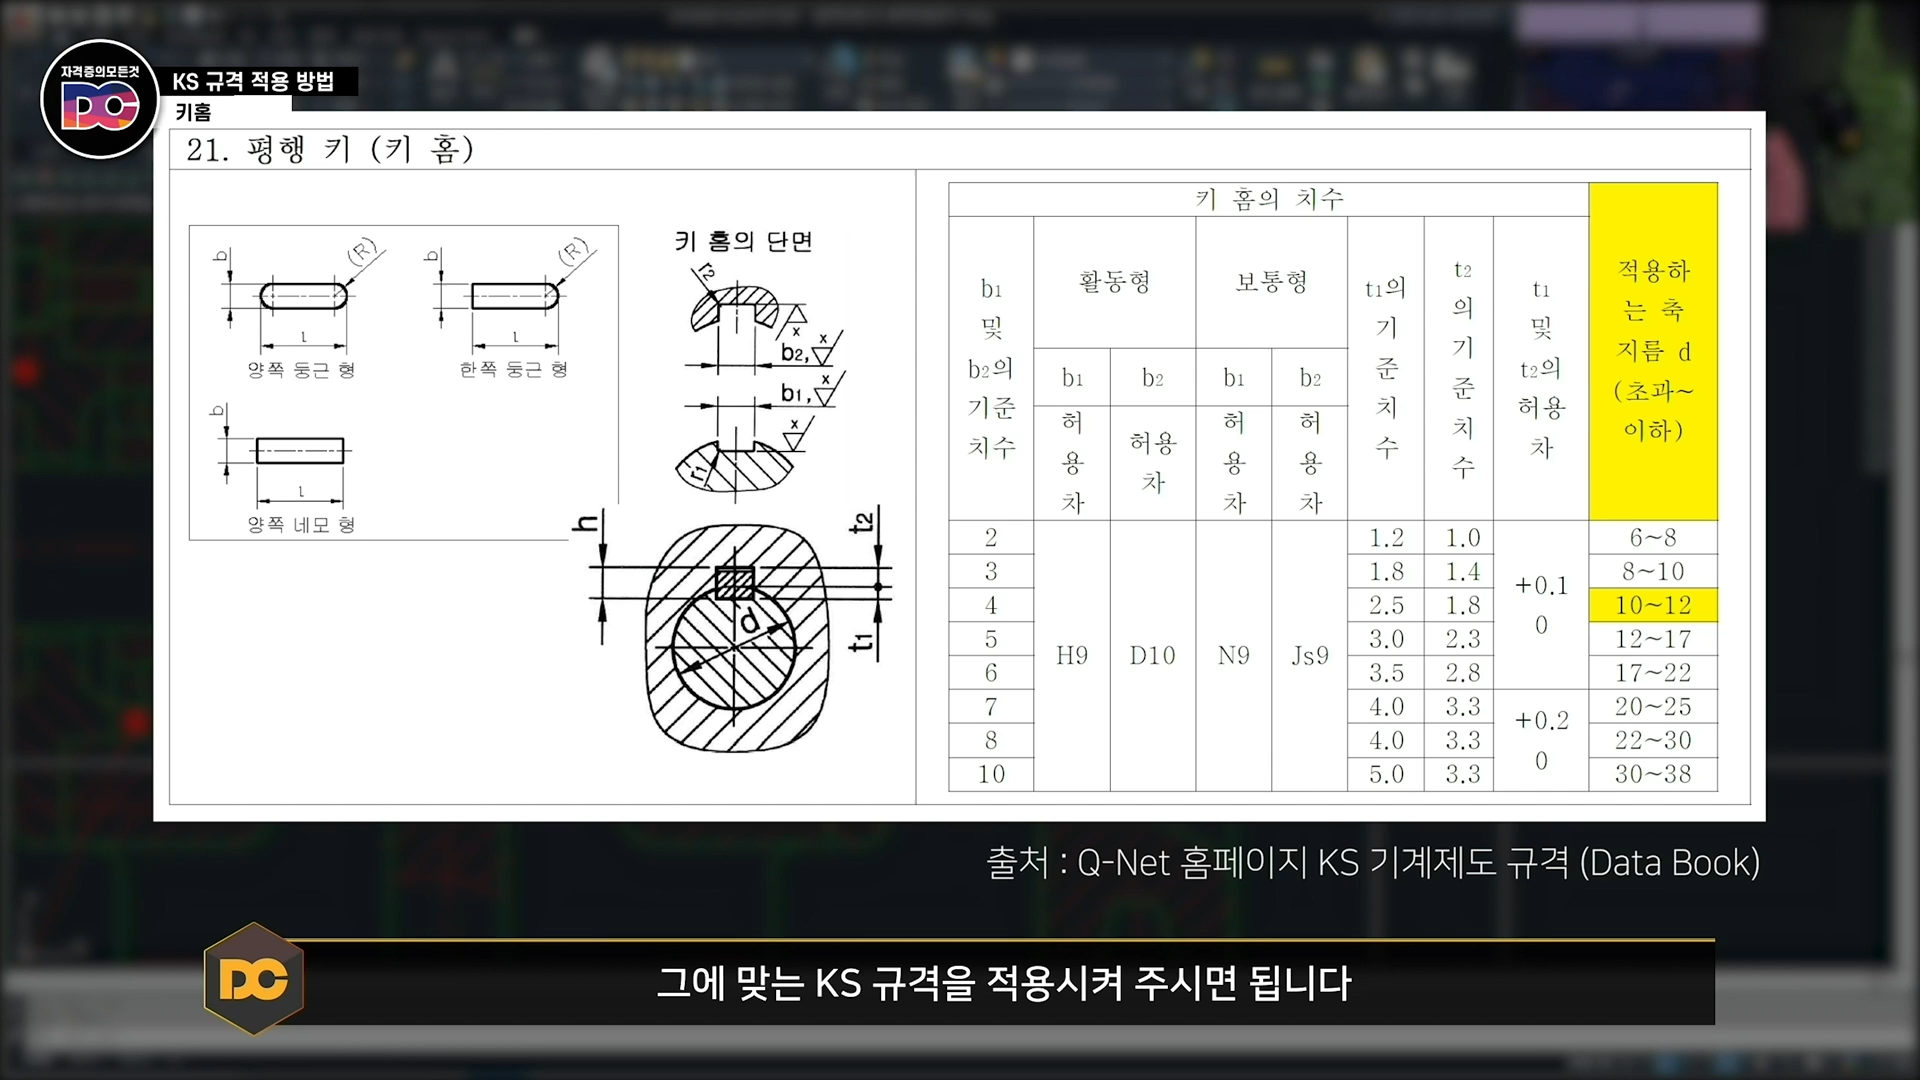 자격증의모든것
DC
KS 규격 적용 방법
키홈
21. 평행 키 (키 홈)
b
(R)
l
양쪽 둥근 형
b
(R)
l
한쪽 둥근 형
b
l
양쪽 네모 형
키 홈의 단면
r2
x
b2, x
b1, x
x
r1
h
t2
d
t1
키 홈의 치수
b1 및 b2의 기준 치수
활동형
보통형
t1의 기준치수
t2의 기준치수
t1 및 t2의 허용차
적용하는 축 지름 d (초과~이하)
b1 b2 b1 b2
허용차 허용차 허용차 허용차
2 1.2 1.0 6~8
3 1.8 1.4 8~10
+0.1
4 2.5 1.8 10~12
0
5 3.0 2.3 12~17
H9 D10 N9 Js9
6 3.5 2.8 17~22
7 4.0 3.3 20~25
+0.2
8 4.0 3.3 22~30
0
10 5.0 3.3 30~38
출처 : Q-Net 홈페이지 KS 기계제도 규격 (Data Book)
DC
그에 맞는 KS 규격을 적용시켜 주시면 됩니다